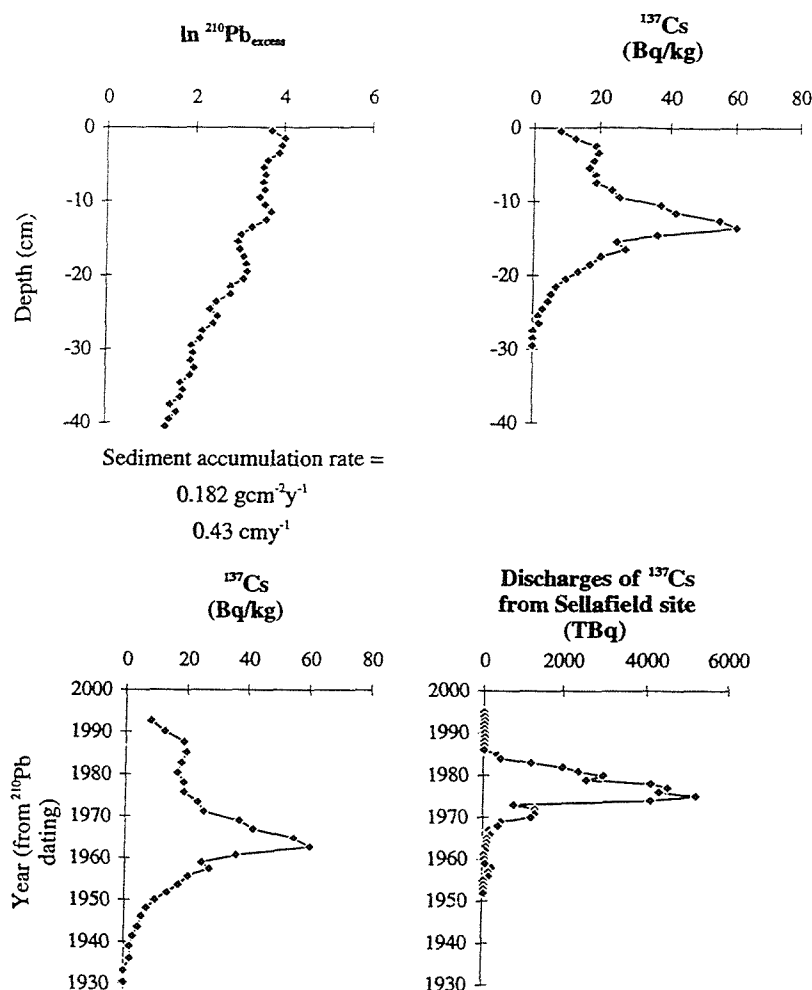 ln ²¹⁰Pbₑₓcₑₛₛ
0 2 4 6
0
-10
-20
-30
-40
Depth (cm)
¹³⁷Cs
(Bq/kg)
0 20 40 60 80
0
-10
-20
-30
-40
Sediment accumulation rate =
0.182 gcm⁻²y⁻¹
0.43 cmy⁻¹
¹³⁷Cs
(Bq/kg)
0 20 40 60 80
2000
1990
1980
1970
1960
1950
1940
1930
Year (from ²¹⁰Pb
dating)
Discharges of ¹³⁷Cs
from Sellafield site
(TBq)
0 2000 4000 6000
2000
1990
1980
1970
1960
1950
1940
1930